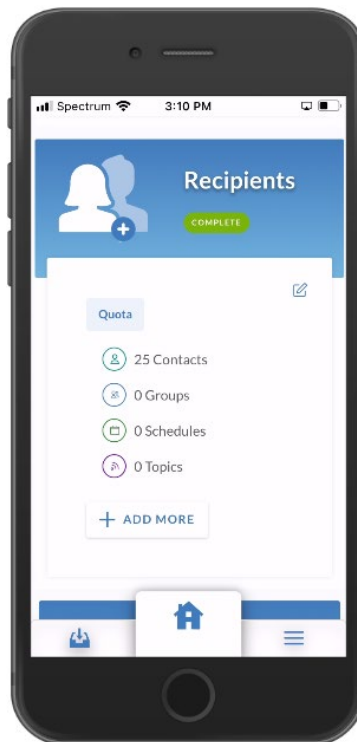 Spectrum 3:10 PM
Recipients
COMPLETE
Quota
25 Contacts
0 Groups
0 Schedules
0 Topics
ADD MORE